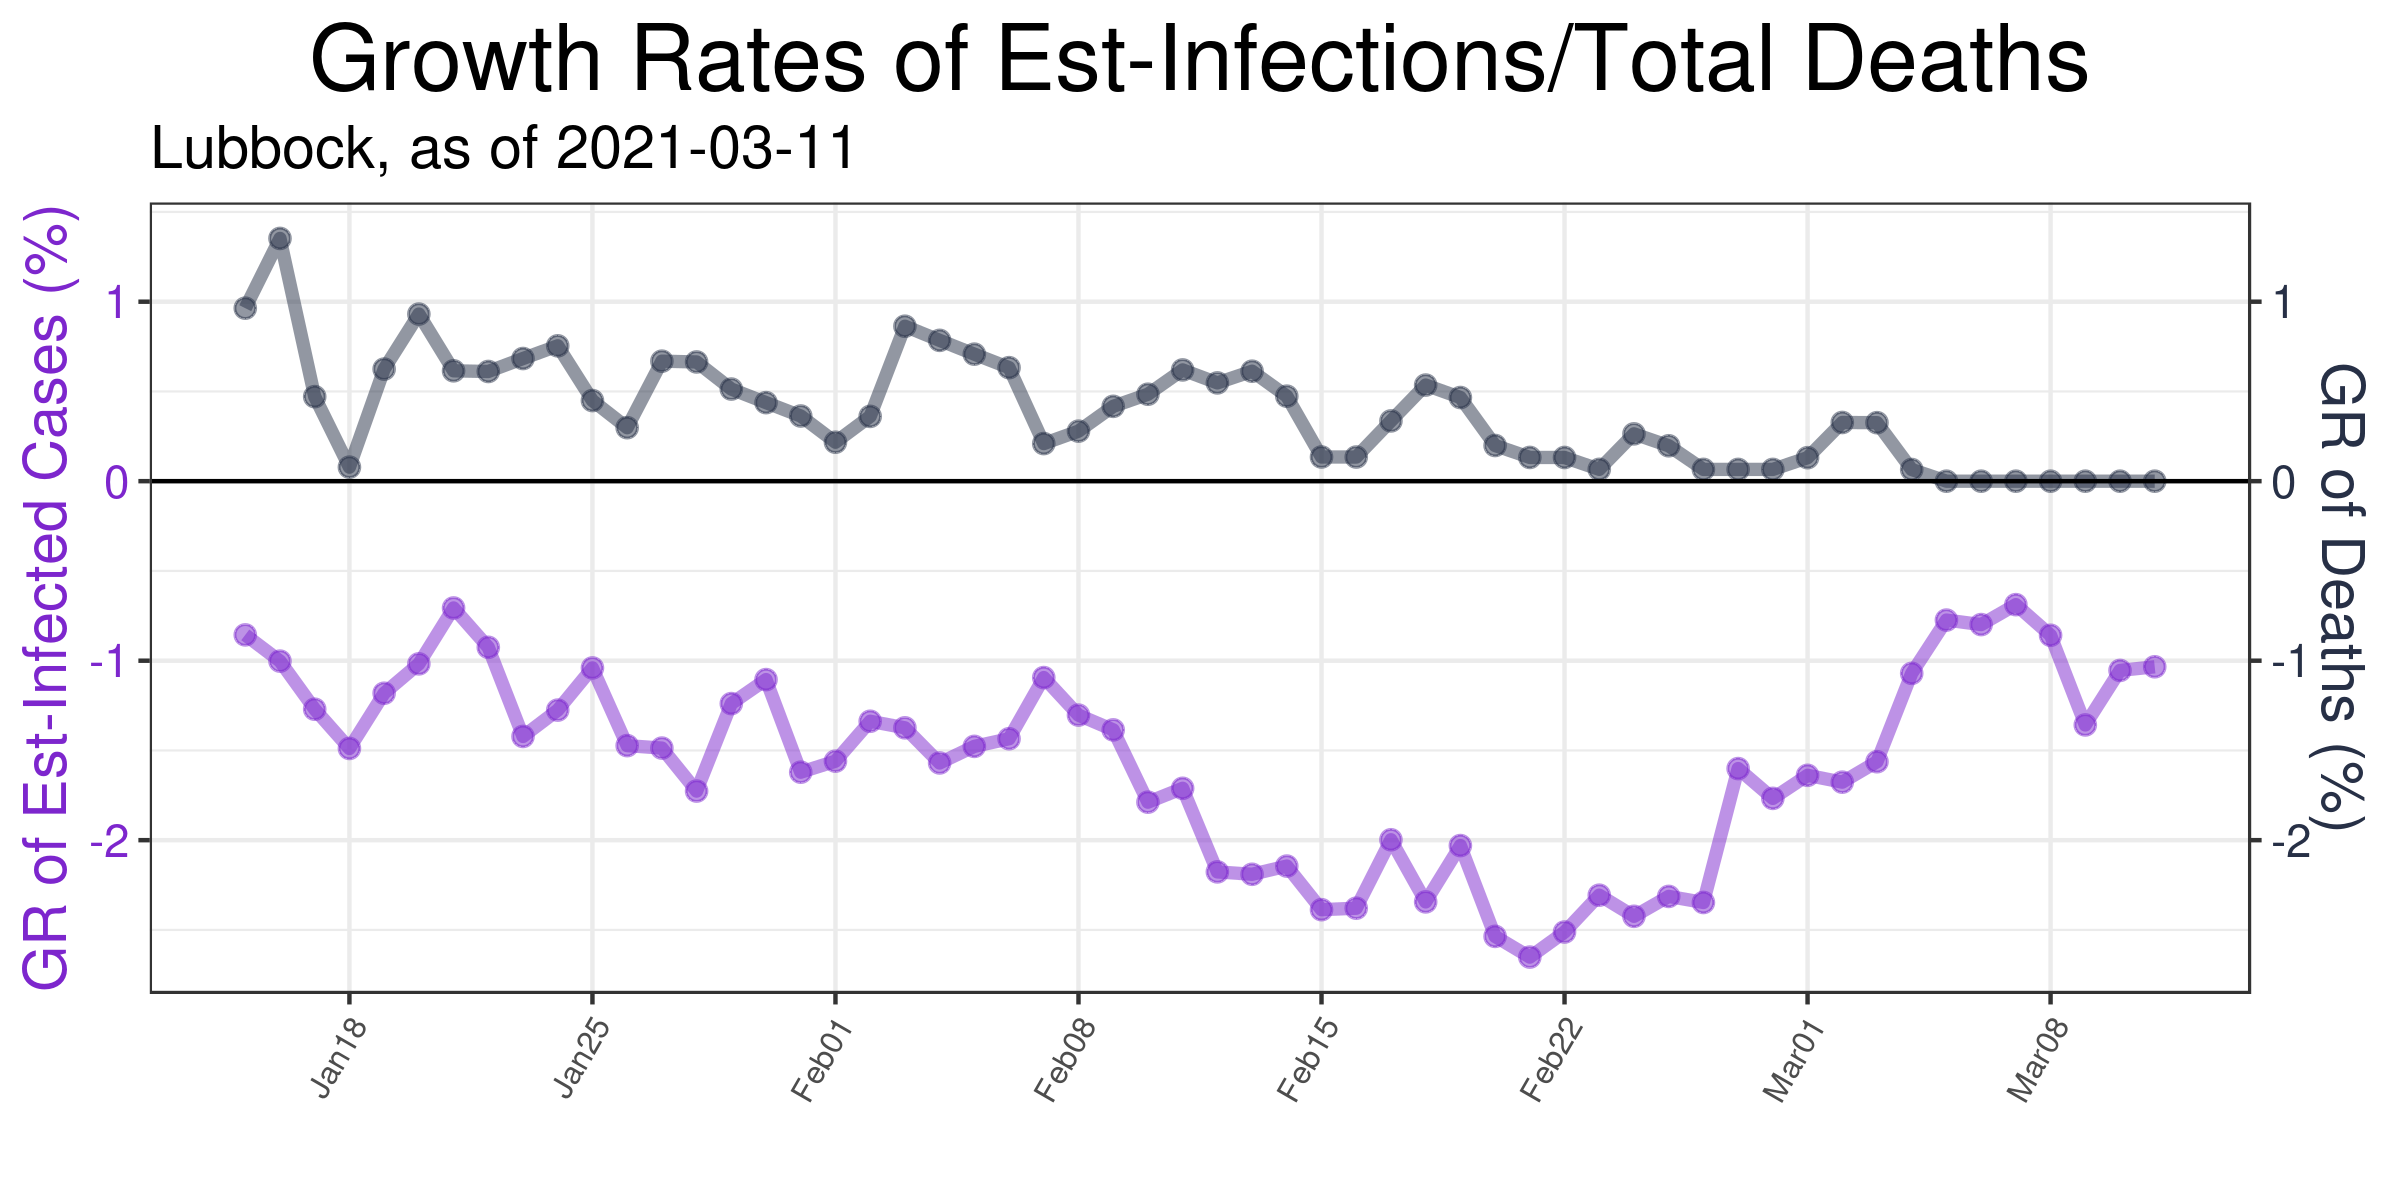 Growth Rates of Est-Infections/Total Deaths
Lubbock, as of 2021-03-11
GR of Est-Infected Cases (%)
1
0
-1
-2
1
0
-1
-2
GR of Deaths (%)
Jan18
Jan25
Feb01
Feb08
Feb15
Feb22
Mar01
Mar08